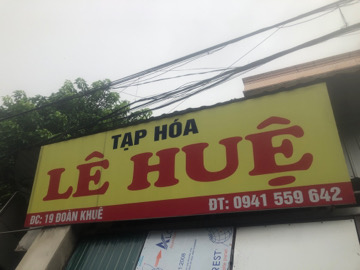 TẠP HÓA
LÊ HUỆ
ĐC: 19 ĐOÀN KHUÊ
ĐT: 0941 559 642